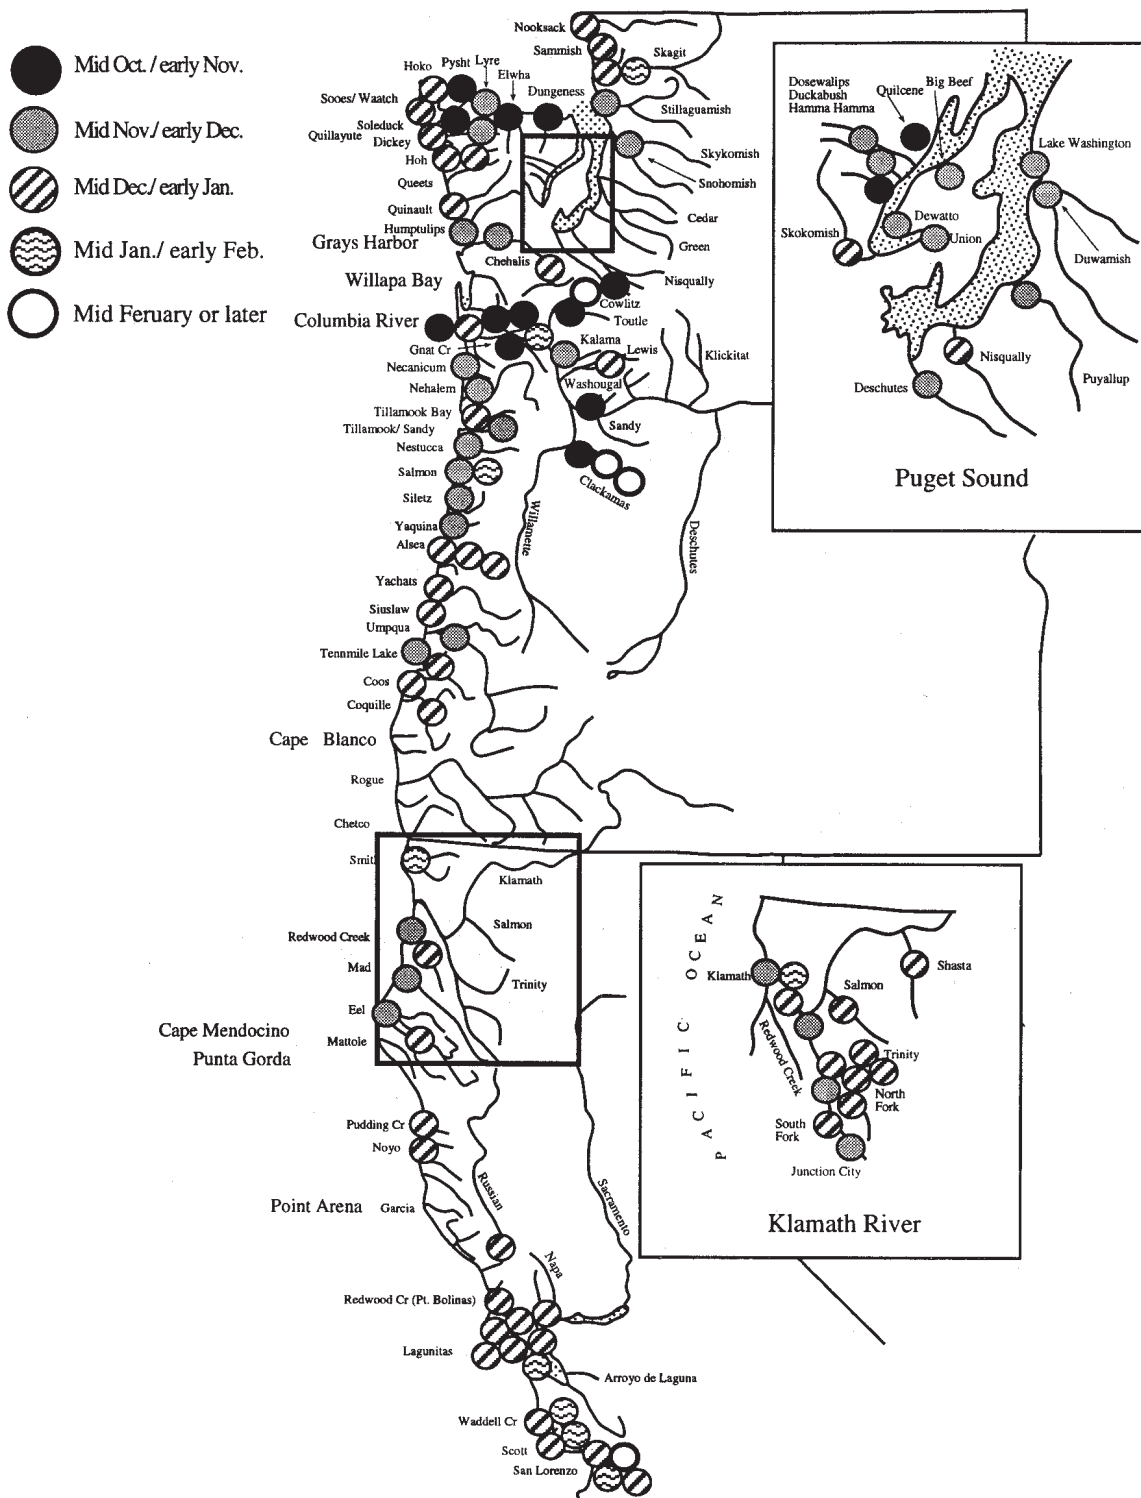 Mid Oct. / early Nov.
Mid Nov./ early Dec.
Mid Dec./ early Jan.
Mid Jan./ early Feb.
Mid Feruary or later
Nooksack
Sammish
Skagit
Stillaguamish
Skykomish
Snohomish
Cedar
Green
Nisqually
Hoko
Pysht
Lyre
Elwha
Dungeness
Sooes/ Waatch
Soleduck
Quillayute
Dickey
Hoh
Queets
Quinault
Humptulips
Grays Harbor
Chehalis
Willapa Bay
Cowlitz
Toutle
Columbia River
Gnat Cr
Kalama
Lewis
Klickitat
Necanicum
Nehalem
Washougal
Tillamook Bay
Tillamook/ Sandy
Sandy
Nestucca
Salmon
Clackamas
Siletz
Yaquina
Willamette
Deschutes
Alsea
Yachats
Siuslaw
Umpqua
Tennmile Lake
Coos
Coquille
Cape Blanco
Rogue
Chetco
Smit
Klamath
Salmon
Trinity
Redwood Creek
Mad
Eel
Mattole
Cape Mendocino
Punta Gorda
Pudding Cr
Noyo
Point Arena
Garcia
Russian
Sacramento
Napa
Redwood Cr (Pt. Bolinas)
Lagunitas
Arroyo de Laguna
Waddell Cr
Scott
San Lorenzo
Dosewalips
Duckabush
Hamma Hamma
Quilcene
Big Beef
Lake Washington
Skokomish
Dewatto
Union
Duwamish
Nisqually
Deschutes
Puyallup
Puget Sound
PACIFIC OCEAN
Klamath
Salmon
Shasta
Redwood Creek
Trinity
North
Fork
South
Fork
Junction City
Klamath River